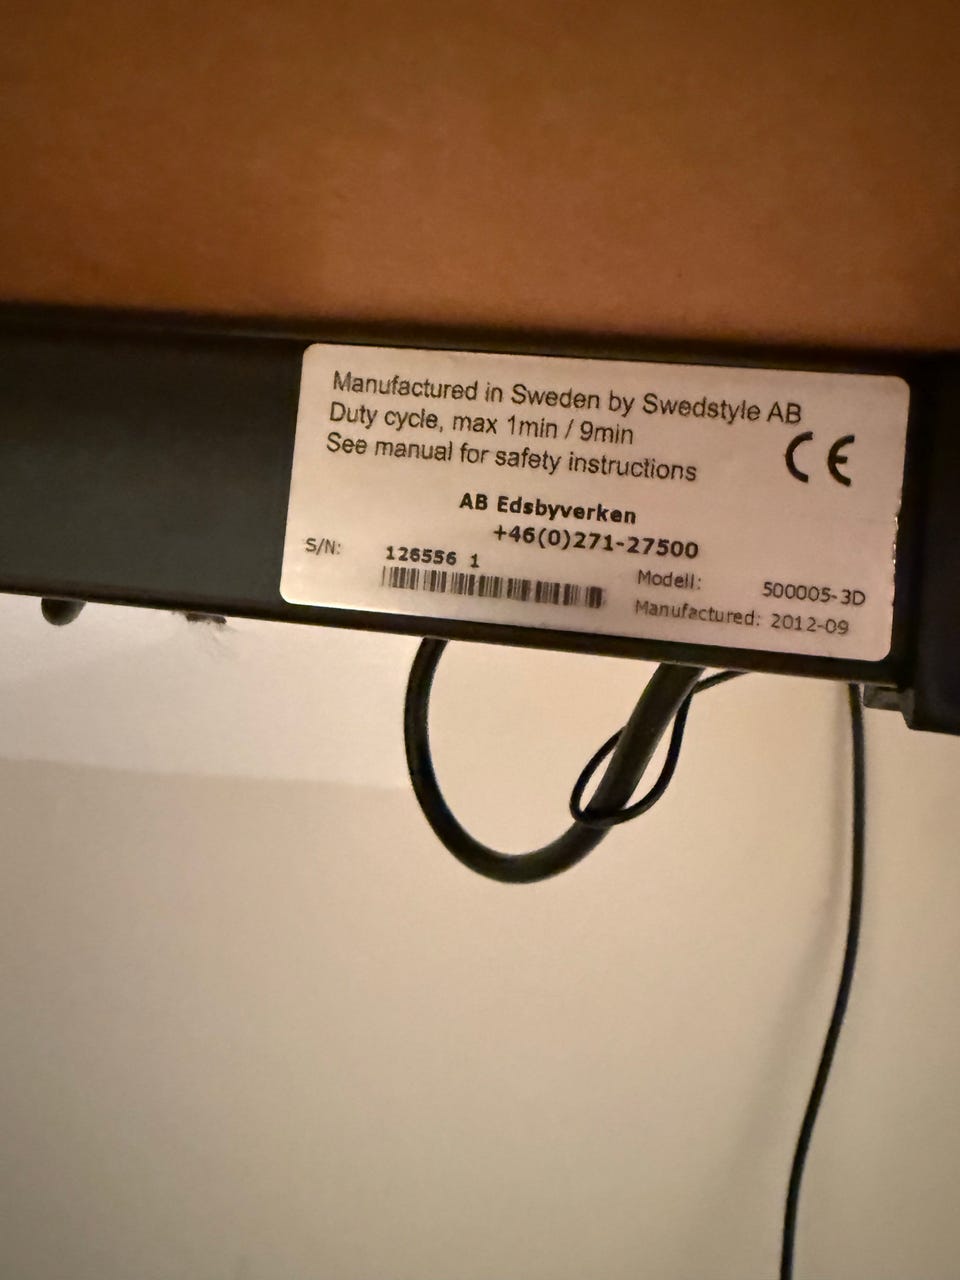 Manufactured in Sweden by Swedstyle AB
Duty cycle, max 1min / 9min
See manual for safety instructions
CE
AB Edsbyverken
+46(0)271-27500
S/N: 126556 1
Modell: 500005-3D
Manufactured: 2012-09